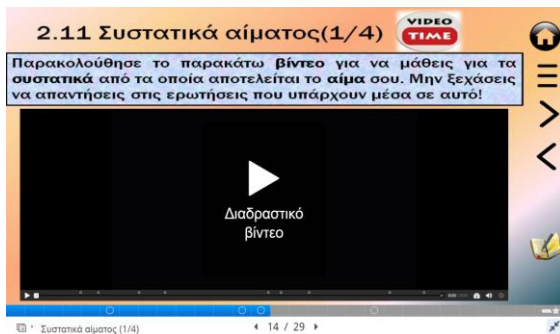 2.11 Συστατικά αίματος(1/4)
VIDEO
TIME
Παρακολούθησε το παρακάτω βίντεο για να μάθεις για τα
συστατικά από τα οποία αποτελείται το αίμα σου. Μην ξεχάσεις
να απαντήσεις στις ερωτήσεις που υπάρχουν μέσα σε αυτό!
Διαδραστικό
βίντεο
Συστατικά αίματος (1/4)
14 / 29